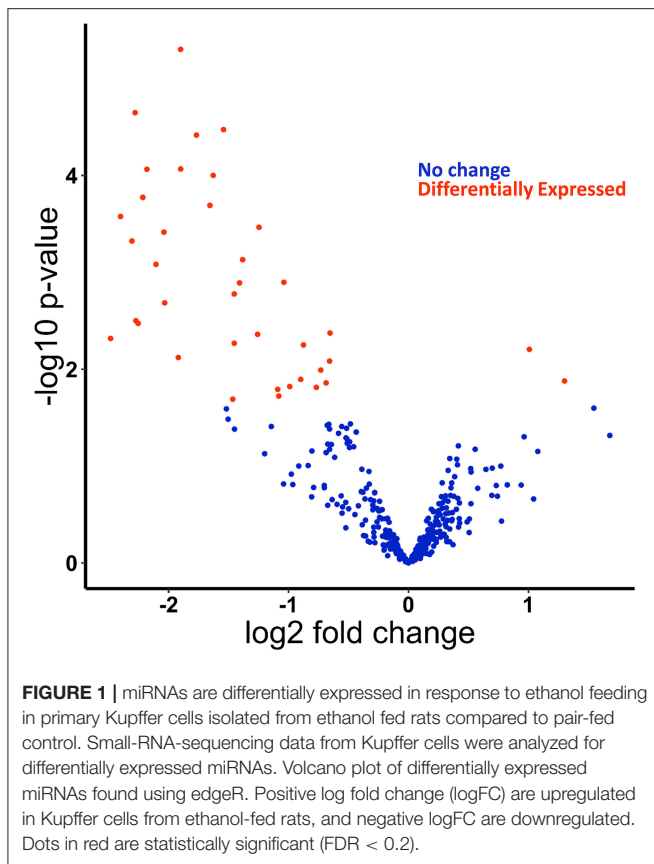 4
2
0
-log10 p-value
No change
Differentially Expressed
-2
-1
0
1
log2 fold change
FIGURE 1 | miRNAs are differentially expressed in response to ethanol feeding
in primary Kupffer cells isolated from ethanol fed rats compared to pair-fed
control. Small-RNA-sequencing data from Kupffer cells were analyzed for
differentially expressed miRNAs. Volcano plot of differentially expressed
miRNAs found using edgeR. Positive log fold change (logFC) are upregulated
in Kupffer cells from ethanol-fed rats, and negative logFC are downregulated.
Dots in red are statistically significant (FDR < 0.2).